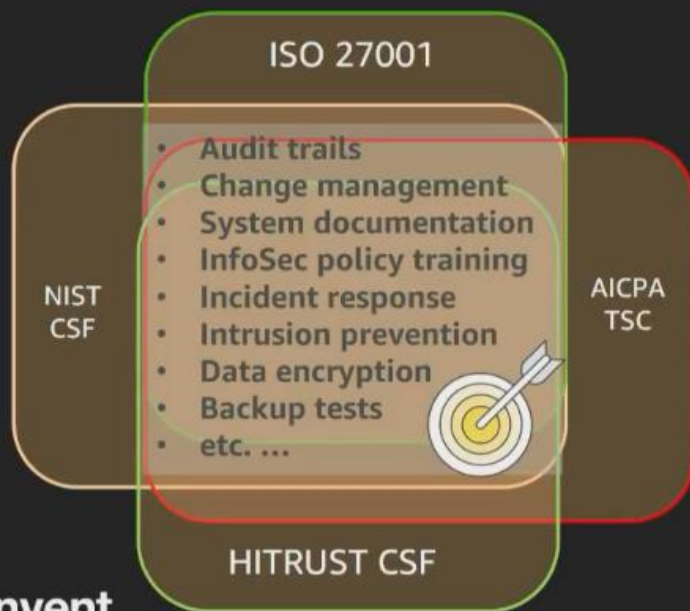 ISO 27001
• Audit trails
• Change management
• System documentation
• InfoSec policy training
• Incident response
• Intrusion prevention
• Data encryption
• Backup tests
• etc. ...
NIST
CSF
AICPA
TSC
HITRUST CSF